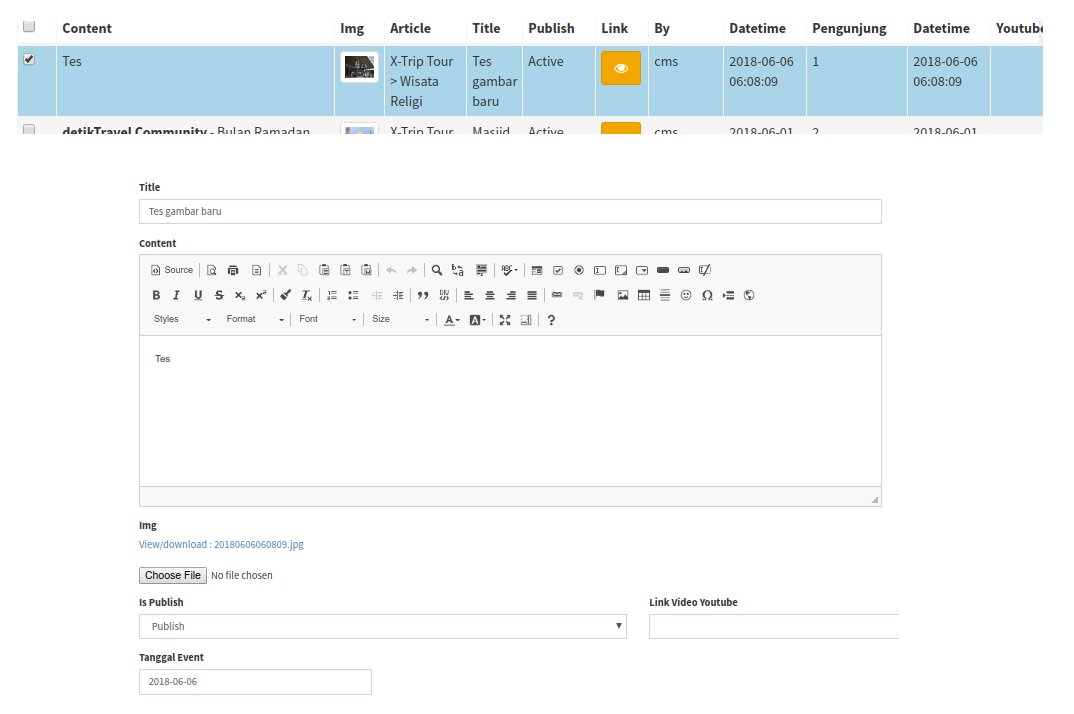 Content Img Article Title Publish Link By Datetime Pengunjung Datetime Youtube
Tes X-Trip Tour Tes Active cms 2018-06-06 1 2018-06-06
> Wisata gambar 06:08:09 06:08:09
Religi baru
detikTravel Community - Bulan Ramadan X-Trip Tour Masjid Active cms 2018-06-01 2 2018-06-01
Title
Tes gambar baru
Content
Source
B I U S x₂ x² Tx
Styles Format Font Size A A ?
Tes
Img
View/download : 20180606060809.jpg
Choose File No file chosen
Is Publish Link Video Youtube
Publish
Tanggal Event
2018-06-06